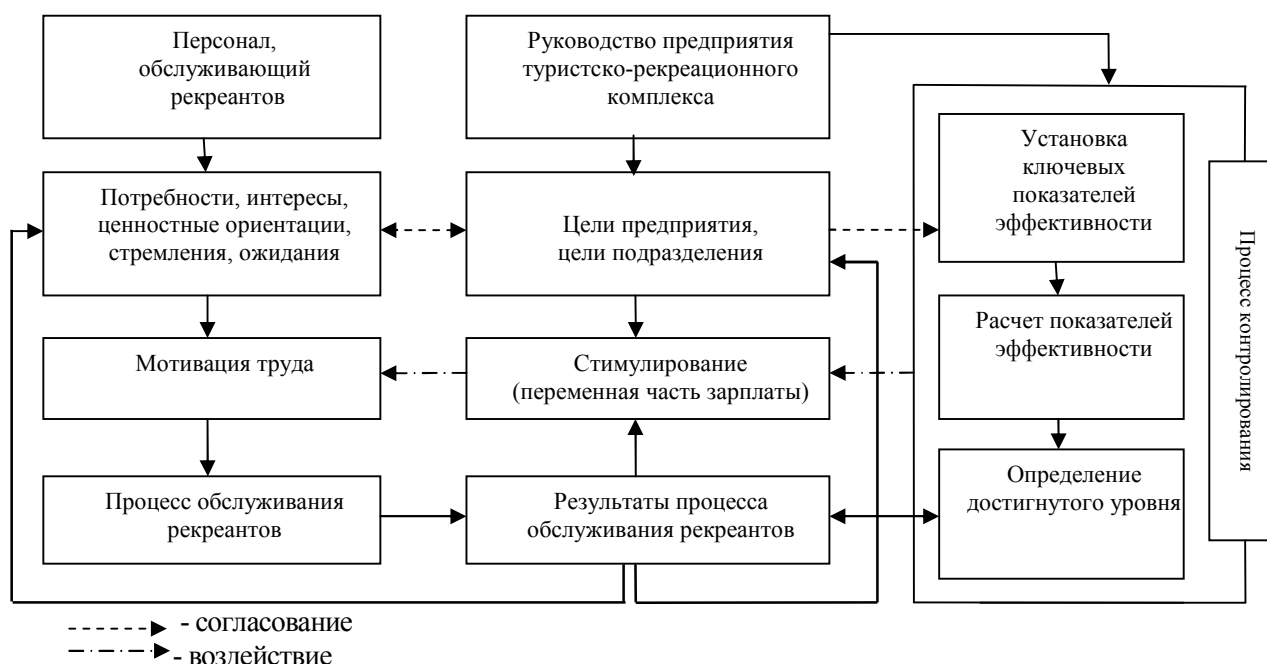 Персонал,
обслуживающий
рекреантов
Руководство предприятия
туристско-рекреационного
комплекса
Установка
ключевых
показателей
эффективности
Потребности, интересы,
ценностные ориентации,
стремления, ожидания
Цели предприятия,
цели подразделения
Расчет показателей
эффективности
Мотивация труда
Стимулирование
(переменная часть зарплаты)
Процесс контролирования
Процесс обслуживания
рекреантов
Результаты процесса
обслуживания рекреантов
Определение
достигнутого уровня
- согласование
- воздействие